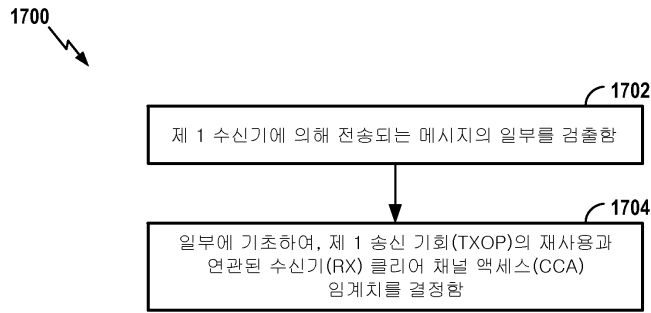 1700
1702
제 1 수신기에 의해 전송되는 메시지의 일부를 검출함
1704
일부에 기초하여, 제 1 송신 기회(TXOP)의 재사용과
연관된 수신기(RX) 클리어 채널 액세스(CCA)
임계치를 결정함